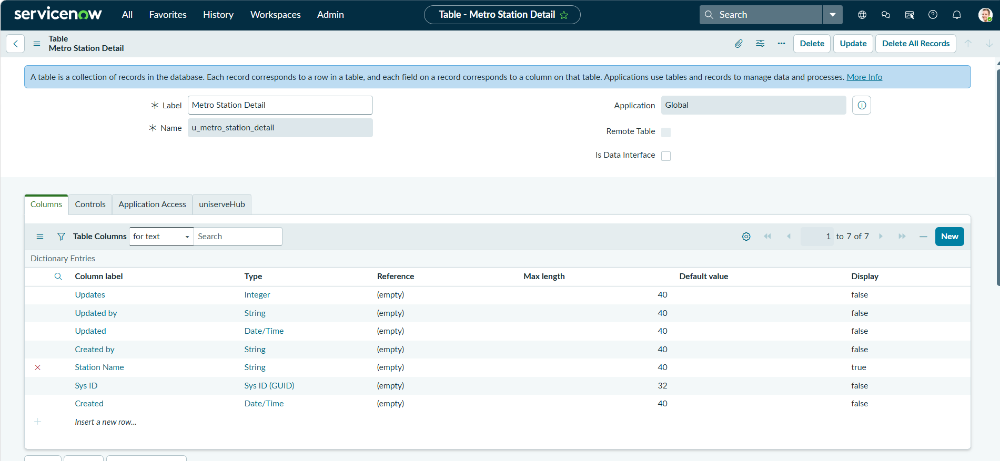 servicenow All Favorites History Workspaces Admin Table - Metro Station Detail Search
Table
Metro Station Detail
Delete Update Delete All Records
A table is a collection of records in the database. Each record corresponds to a row in a table, and each field on a record corresponds to a column on that table. Applications use tables and records to manage data and processes. More Info
Label Metro Station Detail Application Global
Name u_metro_station_detail
Remote Table
Is Data Interface
Columns Controls Application Access uniserveHub
Table Columns for text Search 1 to 7 of 7 New
Dictionary Entries
Column label Type Reference Max length Default value Display
Updates Integer (empty) 40 false
Updated by String (empty) 40 false
Updated Date/Time (empty) 40 false
Created by String (empty) 40 false
Station Name String (empty) 40 true
Sys ID Sys ID (GUID) (empty) 32 false
Created Date/Time (empty) 40 false
Insert a new row...